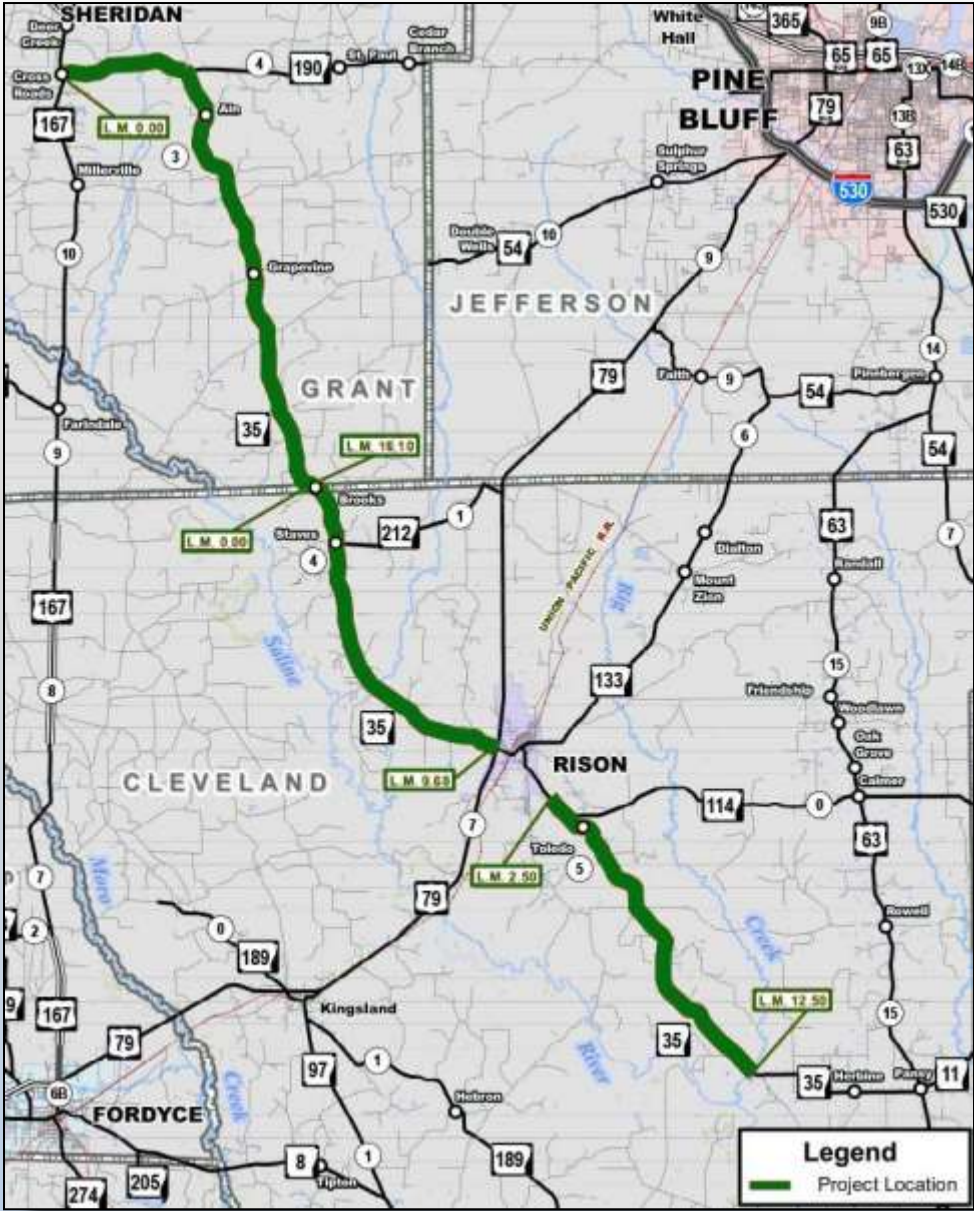 SHERIDAN
Deer
Creek
Cross
Roads
167
L.M. 0.00
3
Ain
4
190
St. Paul
Cedar
Branch
Millerville
10
Grapevine
White
Hall
365
9B
65
65
13X
14B
PINE
BLUFF
79
13B
63
530
530
Sulphur
Springs
Double
Wells
54
10
9
JEFFERSON
GRANT
14
79
Faith
9
54
Pinebergen
Farindale
9
35
L.M. 16.10
6
54
Brooks
L.M. 0.00
Staves
4
212
1
63
7
Diafton
UNION PACIFIC R.R.
Big
Mount
Zion
Randall
167
Saline
8
133
15
Friendship
Woodlawn
35
RISON
Oak
Grove
L.M. 9.68
CLEVELAND
Calmer
114
0
7
63
Toledo
L.M. 2.50
5
Moro
7
79
2
0
Rowell
189
Creek
L.M. 12.50
9
167
Kingsland
15
79
35
River
97
1
35
Herbine
Pansy
11
6B
FORDYCE
Creek
Hebron
1
189
8
Tipton
205
274
Legend
Project Location